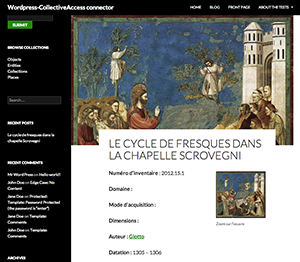 Wordpress-CollectiveAccess connector
HOME BLOG FRONT PAGE ABOUT THE TESTS
SUBMIT
BROWSE COLLECTIONS
Objects
Entities
Collections
Places
Search ...
RECENT POSTS
Le cycle de fresques dans
la chapelle Scrovegni
RECENT COMMENTS
Mr WordPress on Hello world!
John Doe on Edge Case: No
Content
Jane Doe on Protected:
Template: Password Protected
(the password is "enter")
Jane Doe on Template:
Comments
John Doe on Template:
Comments
ARCHIVES
LE CYCLE DE FRESQUES DANS
LA CHAPELLE SCROVEGNI
Numéro d'inventaire : 2012.15.1
Domaine :
Mode d'acquisition :
Dimensions :
Auteur : Giotto
Datation : 1305 – 1306
Zoom sur l'oeuvre